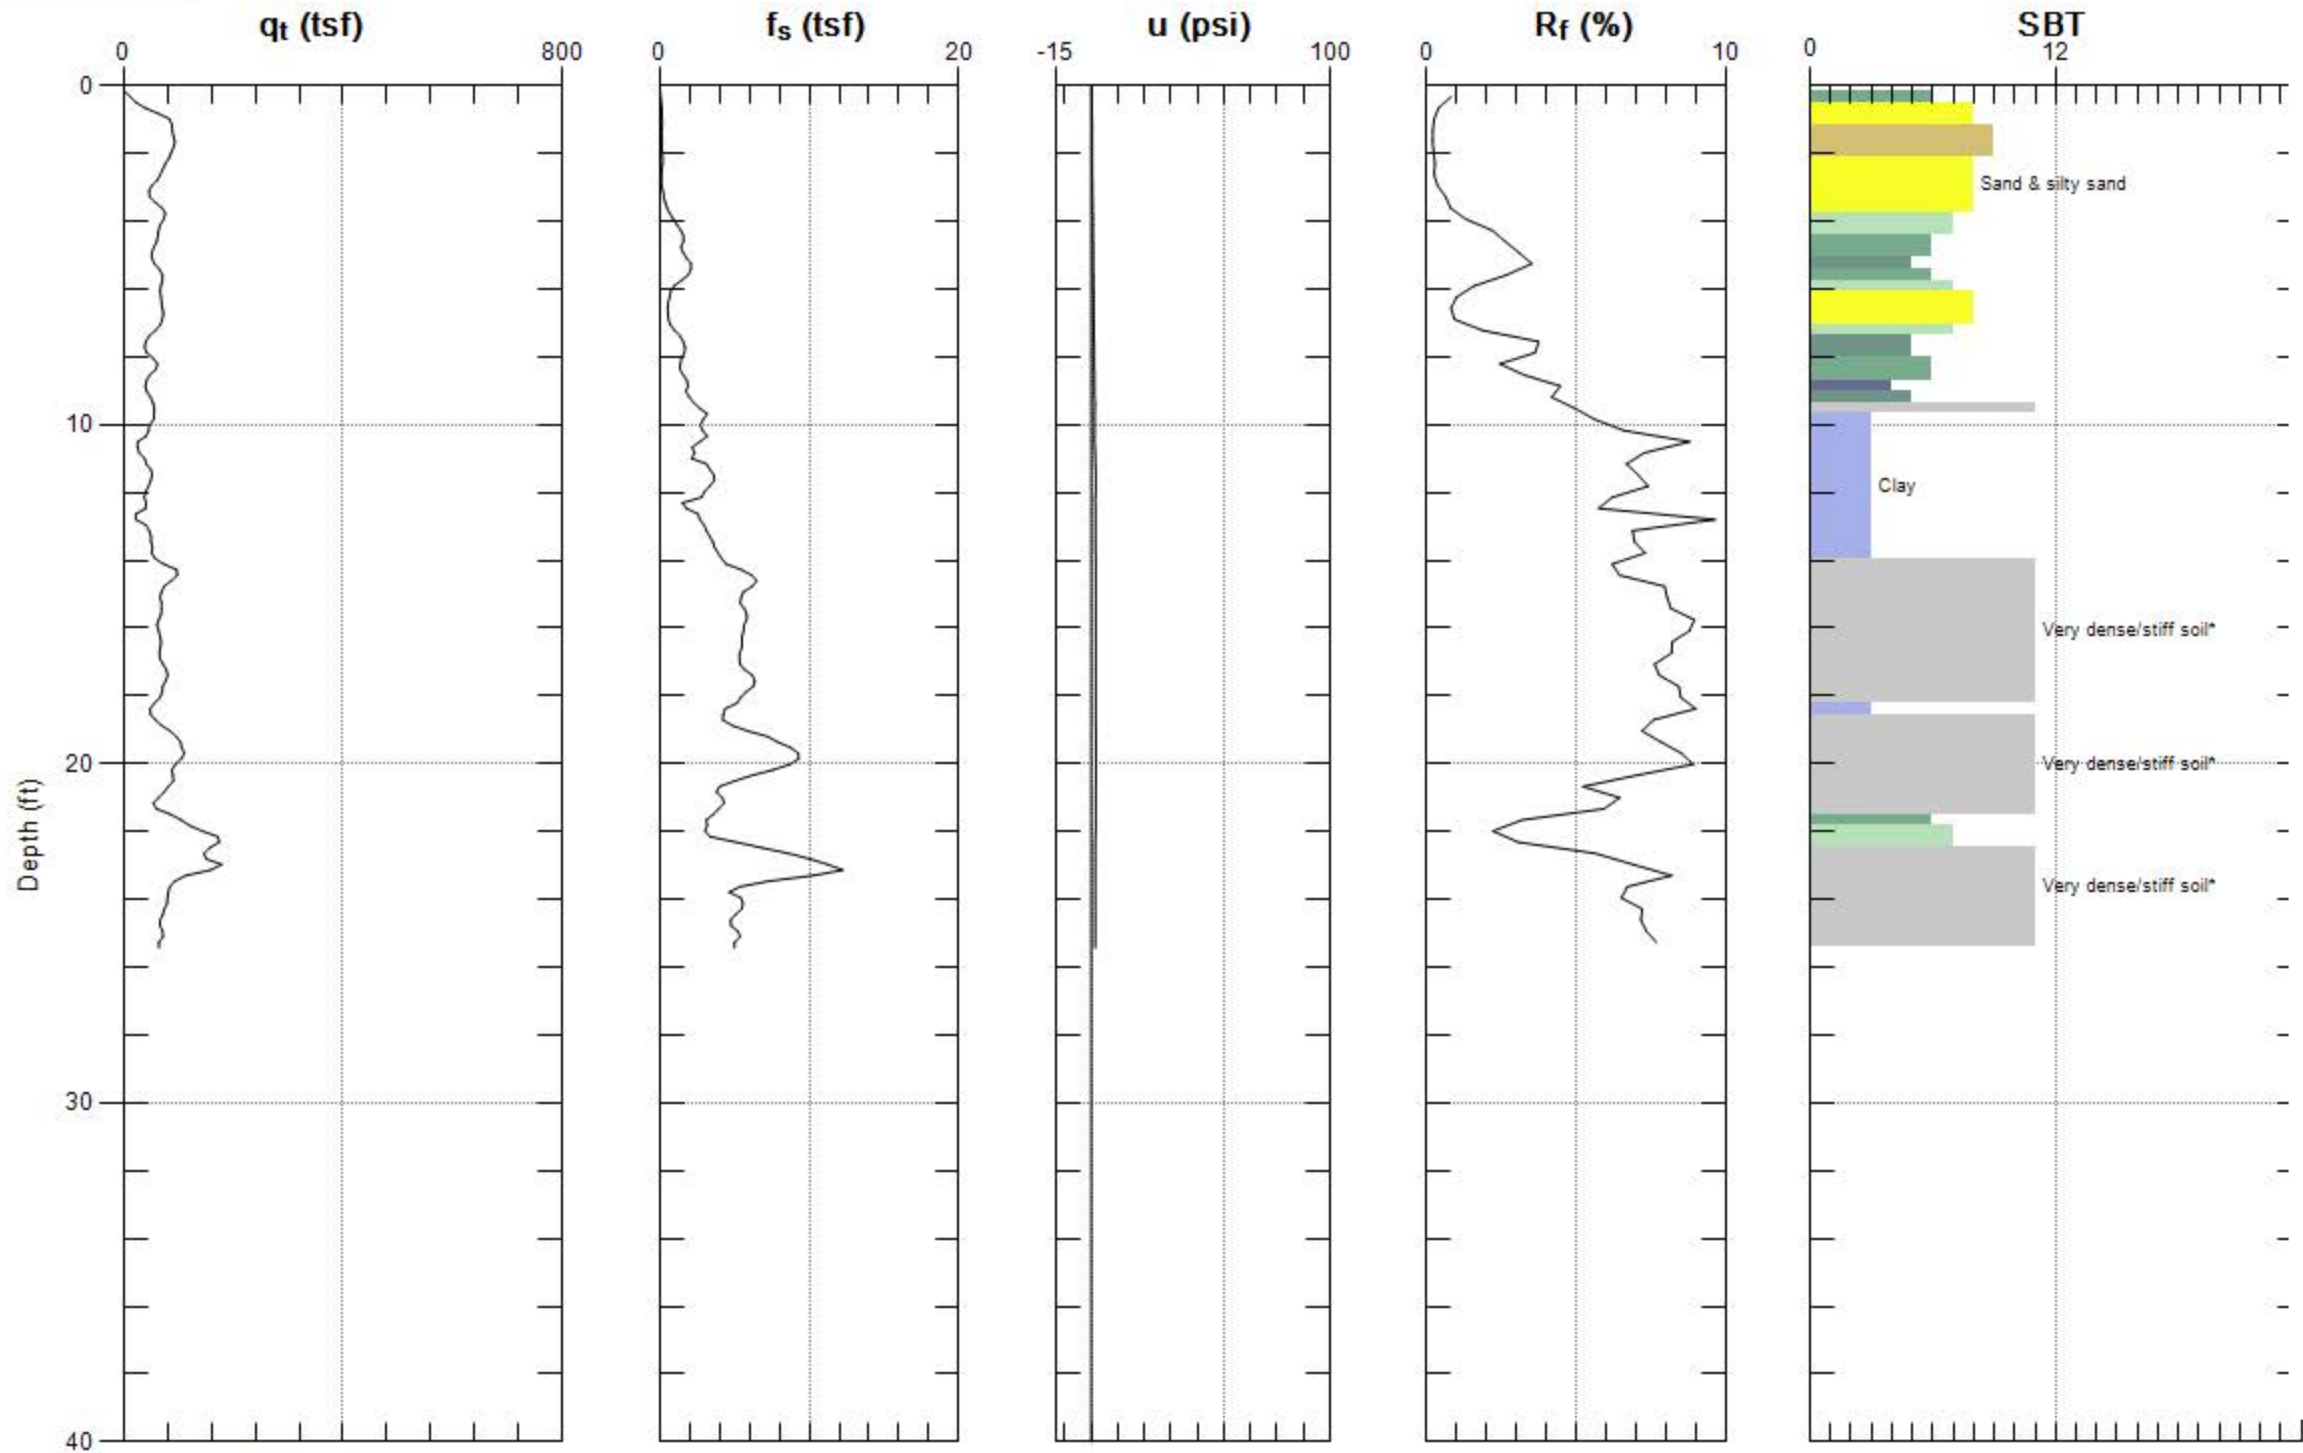 qt (tsf)
fs (tsf)
u (psi)
Rf (%)
SBT
0
800
0
20
-15
100
0
10
0
12
0
Sand & silty sand
10
Clay
Very dense/stiff soil*
20
Very dense/stiff soil*
Depth (ft)
Very dense/stiff soil*
30
40